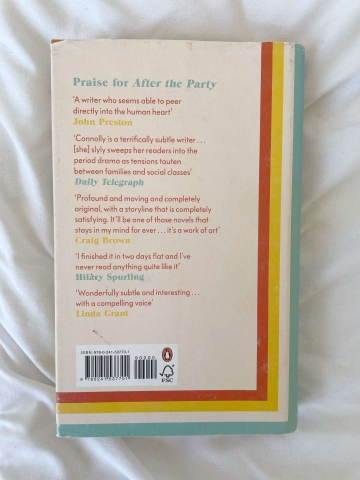 Praise for After the Party
'A writer who seems able to peer
directly into the human heart'
John Preston
'Connolly is a terrifically subtle writer...
[she] slyly sweeps her readers into the
period drama as tensions tauten
between families and social classes'
Daily Telegraph
'Profound and moving and completely
original, with a storyline that is completely
satisfying. It'll be one of those novels that
stays in my mind for ever... it's a work of art'
Craig Brown
'I finished it in two days flat and I've
never read anything quite like it'
Hilary Spurling
'Wonderfully subtle and interesting...
with a compelling voice'
Linda Grant
FSC